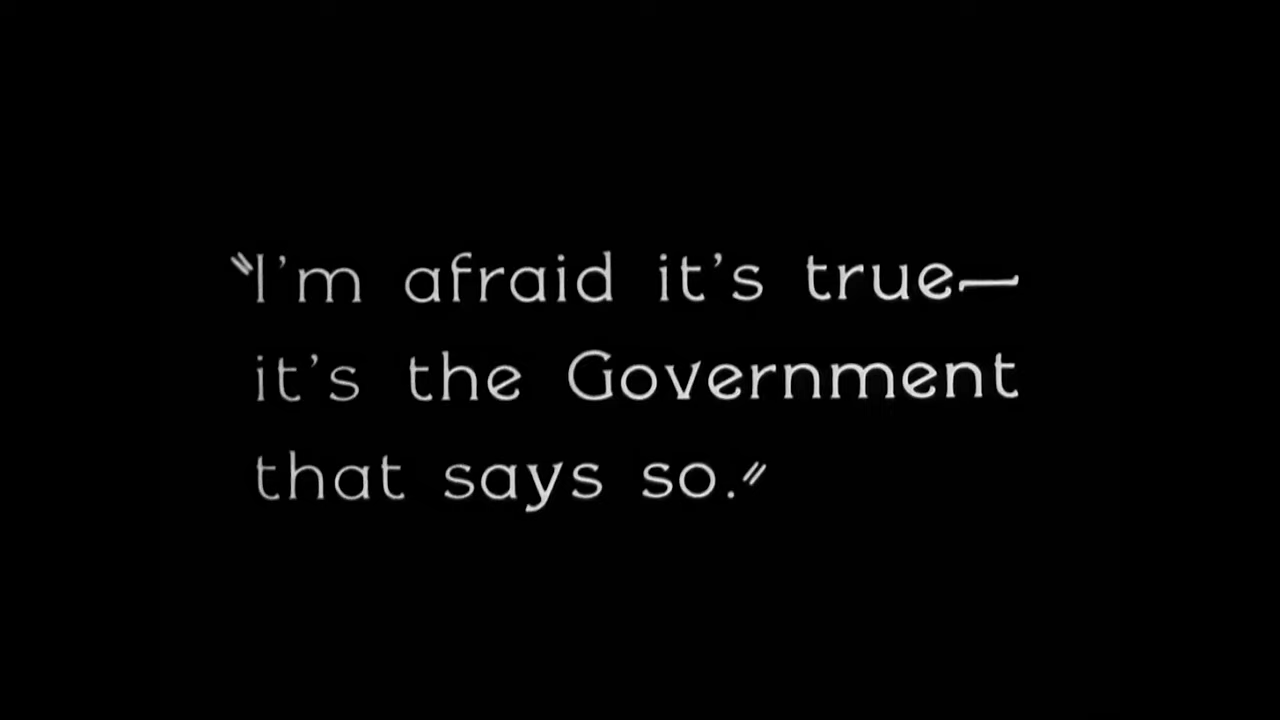 "I'm afraid it's true—
it's the Government
that says so."